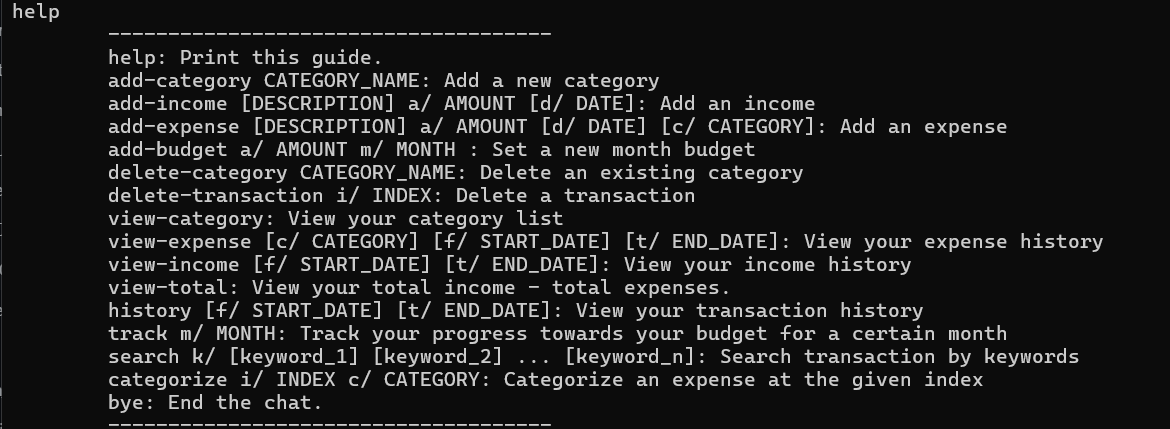 help
-------------------------------------
help: Print this guide.
add-category CATEGORY_NAME: Add a new category
add-income [DESCRIPTION] a/ AMOUNT [d/ DATE]: Add an income
add-expense [DESCRIPTION] a/ AMOUNT [d/ DATE] [c/ CATEGORY]: Add an expense
add-budget a/ AMOUNT m/ MONTH : Set a new month budget
delete-category CATEGORY_NAME: Delete an existing category
delete-transaction i/ INDEX: Delete a transaction
view-category: View your category list
view-expense [c/ CATEGORY] [f/ START_DATE] [t/ END_DATE]: View your expense history
view-income [f/ START_DATE] [t/ END_DATE]: View your income history
view-total: View your total income - total expenses.
history [f/ START_DATE] [t/ END_DATE]: View your transaction history
track m/ MONTH: Track your progress towards your budget for a certain month
search k/ [keyword_1] [keyword_2] ... [keyword_n]: Search transaction by keywords
categorize i/ INDEX c/ CATEGORY: Categorize an expense at the given index
bye: End the chat.
-------------------------------------